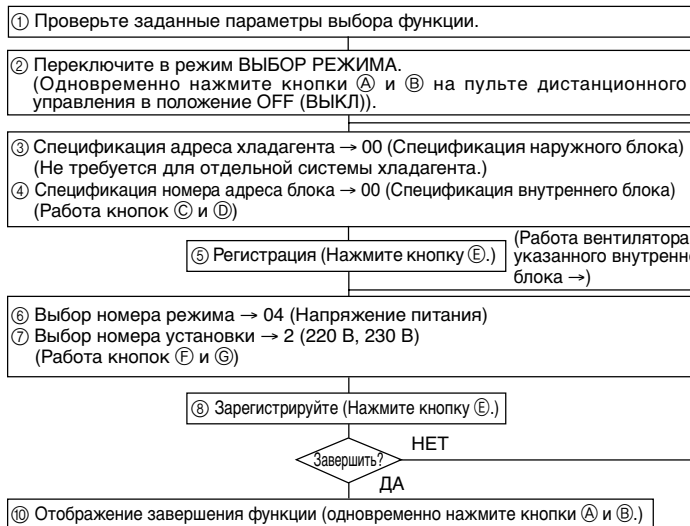 ① Проверьте заданные параметры выбора функции.
② Переключите в режим ВЫБОР РЕЖИМА.
(Одновременно нажмите кнопки Ⓐ и Ⓑ на пульте дистанционного
управления в положение OFF (ВЫКЛ)).
③ Спецификация адреса хладагента → 00 (Спецификация наружного блока)
(Не требуется для отдельной системы хладагента.)
④ Спецификация номера адреса блока → 00 (Спецификация внутреннего блока)
(Работа кнопок Ⓒ и Ⓓ)
⑤ Регистрация (Нажмите кнопку Ⓔ.)
(Работа вентилятора
указанного внутренн
блока →)
⑥ Выбор номера режима → 04 (Напряжение питания)
⑦ Выбор номера установки → 2 (220 В, 230 В)
(Работа кнопок Ⓕ и Ⓖ)
⑧ Зарегистрируйте (Нажмите кнопку Ⓔ.)
Завершить?
НЕТ
ДА
⑩ Отображение завершения функции (одновременно нажмите кнопки Ⓐ и Ⓑ.)